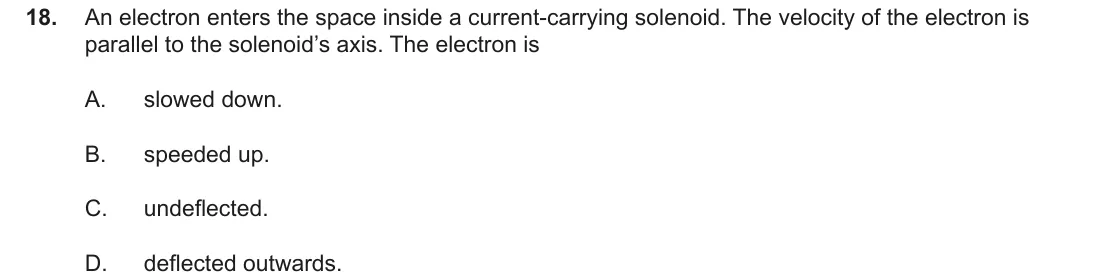 18. An electron enters the space inside a current-carrying solenoid. The velocity of the electron is
parallel to the solenoid’s axis. The electron is
A. slowed down.
B. speeded up.
C. undeflected.
D. deflected outwards.